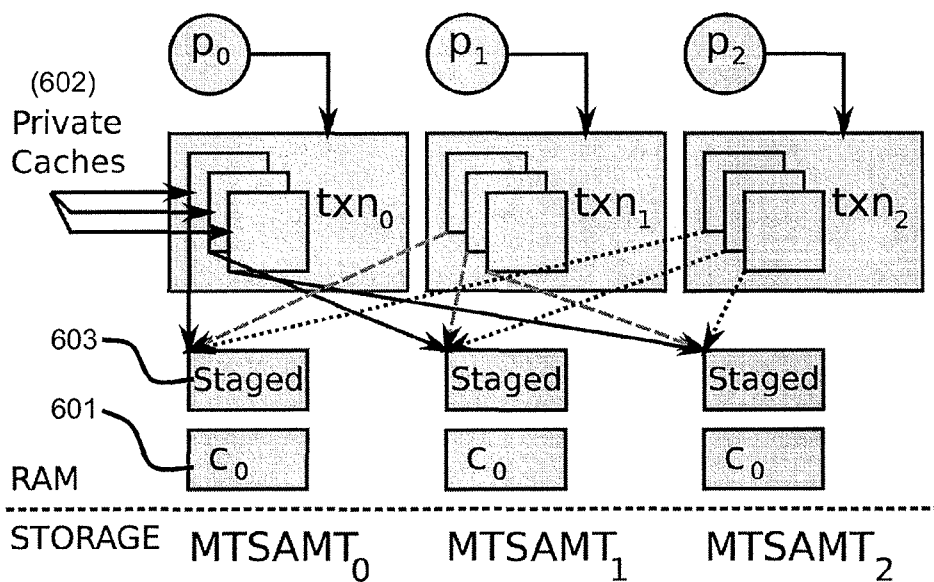 p0 p1 p2
(602)
Private
Caches
txn0 txn1 txn2
603
Staged Staged Staged
601
c0 c0 c0
RAM
STORAGE
MTSAMT0 MTSAMT1 MTSAMT2